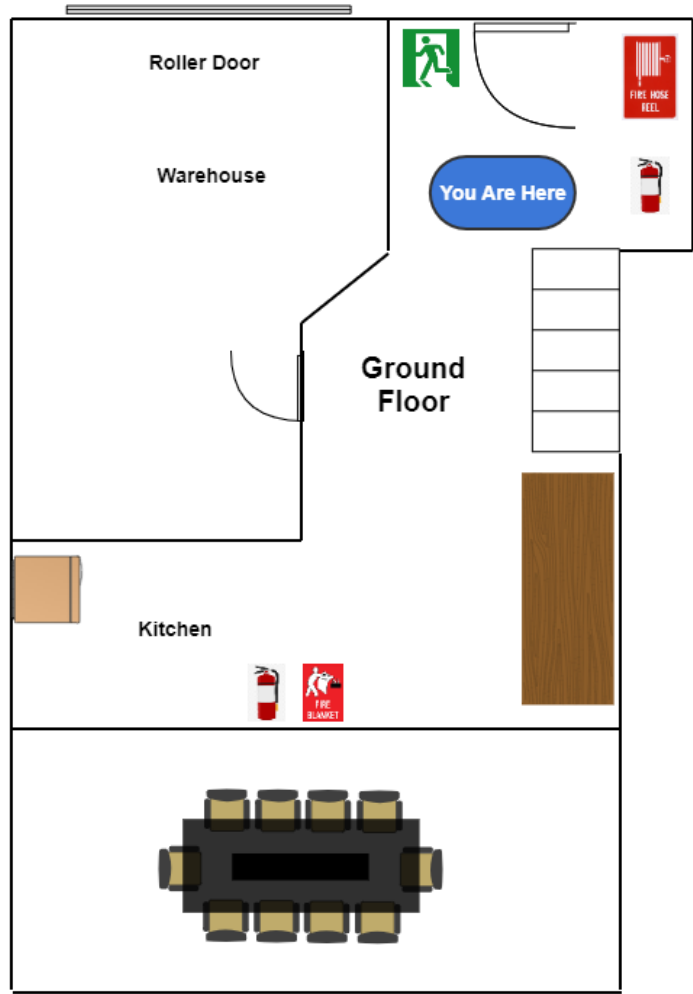 Roller Door
FIRE HOSE
REEL
Warehouse
You Are Here
Ground
Floor
Kitchen
FIRE
BLANKET